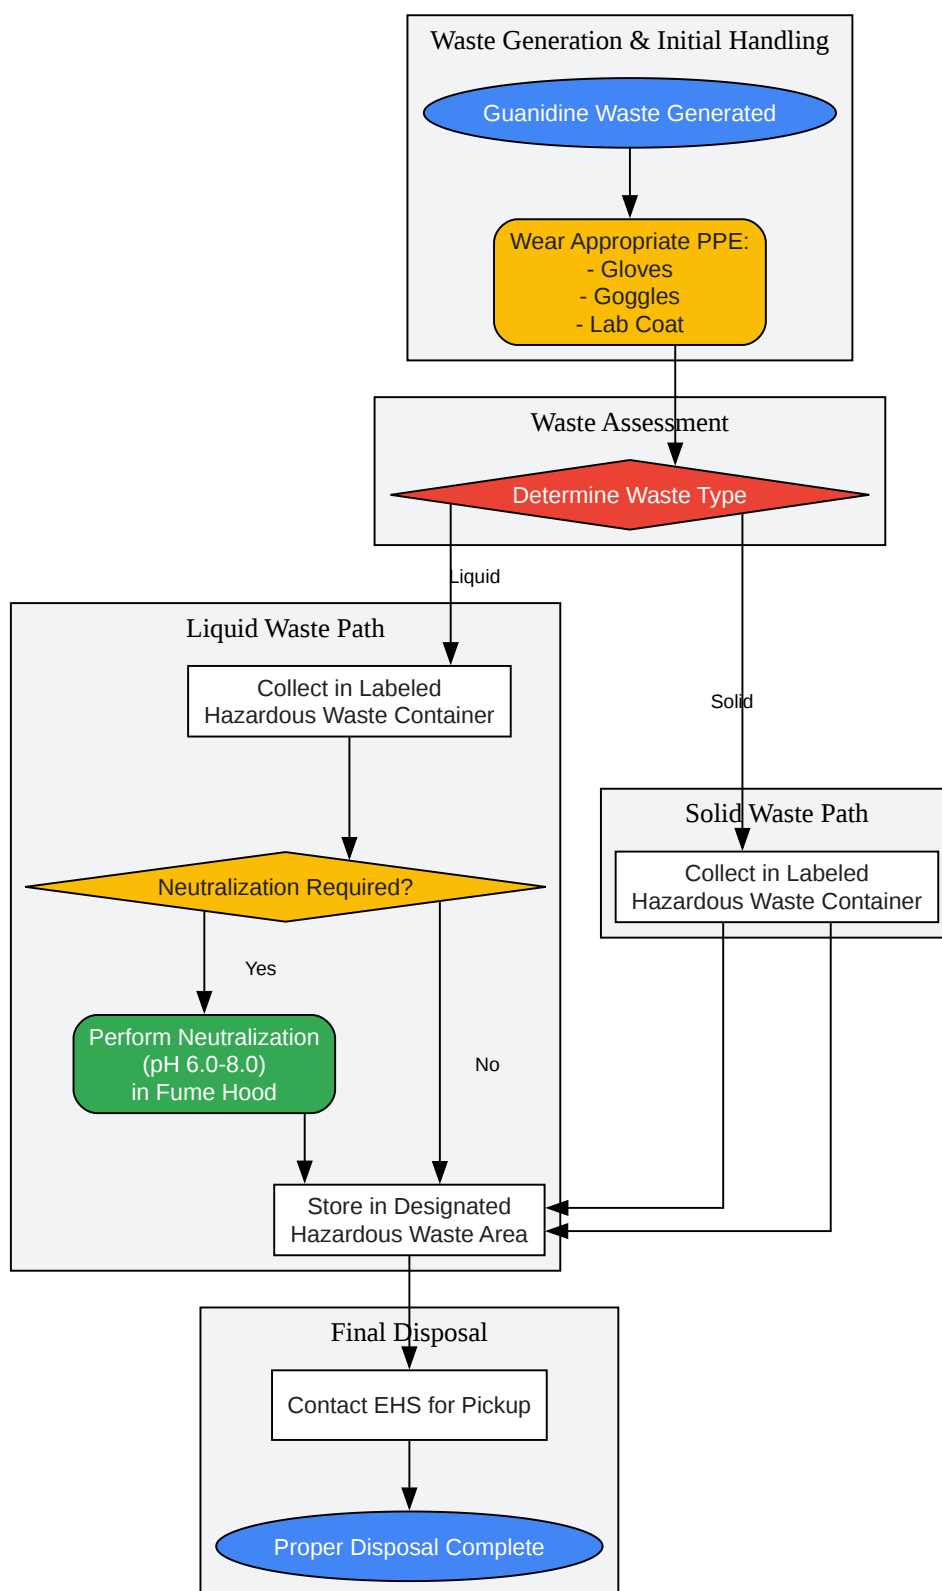 Waste Generation & Initial Handling
Guanidine Waste Generated
Wear Appropriate PPE:
- Gloves
- Goggles
- Lab Coat
Waste Assessment
Determine Waste Type
Liquid
Solid
Liquid Waste Path
Collect in Labeled
Hazardous Waste Container
Neutralization Required?
Yes
No
Perform Neutralization
(pH 6.0-8.0)
in Fume Hood
Solid Waste Path
Collect in Labeled
Hazardous Waste Container
Store in Designated
Hazardous Waste Area
Final Disposal
Contact EHS for Pickup
Proper Disposal Complete